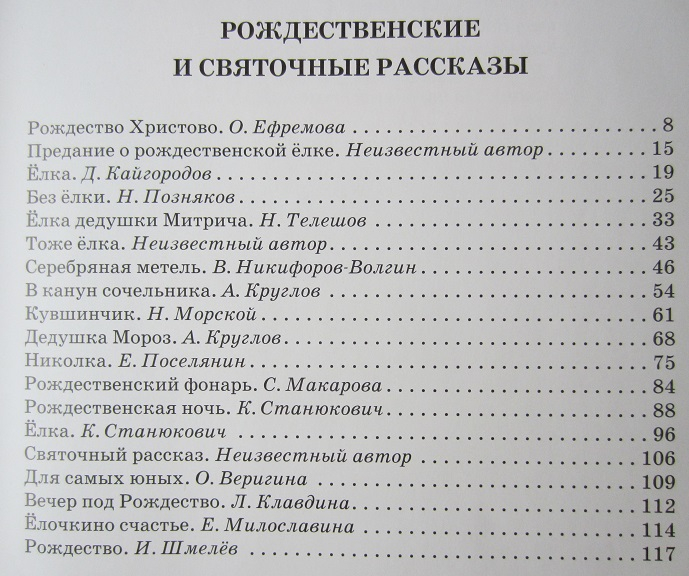 РОЖДЕСТВЕНСКИЕ
И СВЯТОЧНЫЕ РАССКАЗЫ
Рождество Христово. О. Ефремова . . . . . . . . . . . . . . . . . . . . . . . . 8
Предание о рождественской ёлке. Неизвестный автор . . . . . . . . 15
Ёлка. Д. Кайгородов . . . . . . . . . . . . . . . . . . . . . . . . . . . . . . . . 19
Без ёлки. Н. Позняков . . . . . . . . . . . . . . . . . . . . . . . . . . . . . . 25
Ёлка дедушки Митрича. Н. Телешов . . . . . . . . . . . . . . . . . . . . . 33
Тоже ёлка. Неизвестный автор . . . . . . . . . . . . . . . . . . . . . . . . 43
Серебряная метель. В. Никифоров-Волгин . . . . . . . . . . . . . . . . . 46
В канун сочельника. А. Круглов . . . . . . . . . . . . . . . . . . . . . . . . 54
Кувшинчик. Н. Морской . . . . . . . . . . . . . . . . . . . . . . . . . . . . . 61
Дедушка Мороз. А. Круглов . . . . . . . . . . . . . . . . . . . . . . . . . . . 68
Николка. Е. Поселянин . . . . . . . . . . . . . . . . . . . . . . . . . . . . . . 75
Рождественский фонарь. С. Макарова . . . . . . . . . . . . . . . . . . . . 84
Рождественская ночь. К. Станюкович . . . . . . . . . . . . . . . . . . . . 88
Ёлка. К. Станюкович . . . . . . . . . . . . . . . . . . . . . . . . . . . . . . . 96
Святочный рассказ. Неизвестный автор . . . . . . . . . . . . . . . . . . 106
Для самых юных. О. Веригина . . . . . . . . . . . . . . . . . . . . . . . . . 109
Вечер под Рождество. Л. Клавдина . . . . . . . . . . . . . . . . . . . . . . 112
Ёлочкино счастье. Е. Милославина . . . . . . . . . . . . . . . . . . . . . . 114
Рождество. И. Шмелёв . . . . . . . . . . . . . . . . . . . . . . . . . . . . . . 117